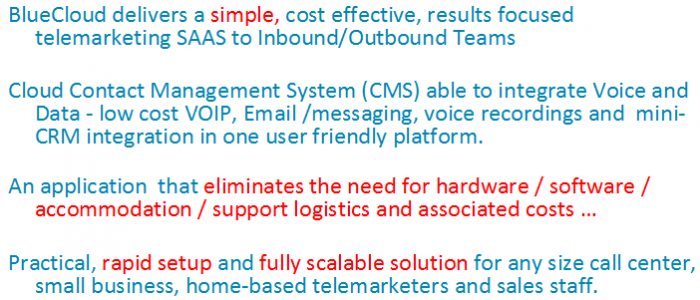 BlueCloud delivers a simple, cost effective, results focused
telemarketing SAAS to Inbound/Outbound Teams
Cloud Contact Management System (CMS) able to integrate Voice and
Data - low cost VOIP, Email /messaging, voice recordings and  mini-
CRM integration in one user friendly platform.
An application  that eliminates the need for hardware / software /
accommodation / support logistics and associated costs ...
Practical, rapid setup and fully scalable solution for any size call center,
small business, home-based telemarketers and sales staff.